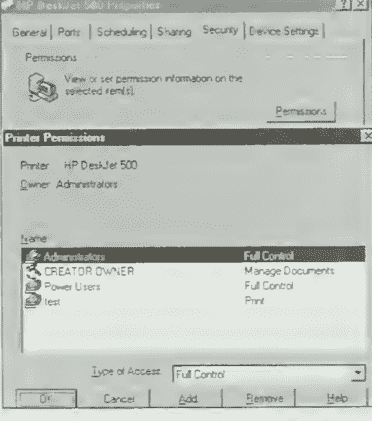 HP DeskJet 500 Properties
General Ports Scheduling Sharing Security Device Settings
Permissions
View or set permission information on the
selected item(s).
Permissions
Printer Permissions
Printer HP DeskJet 500
Owner Administrators
Name
Administrators Full Control
CREATOR OWNER Manage Documents
Power Users Full Control
test Print
Type of Access: Full Control
OK Cancel Add Remove Help